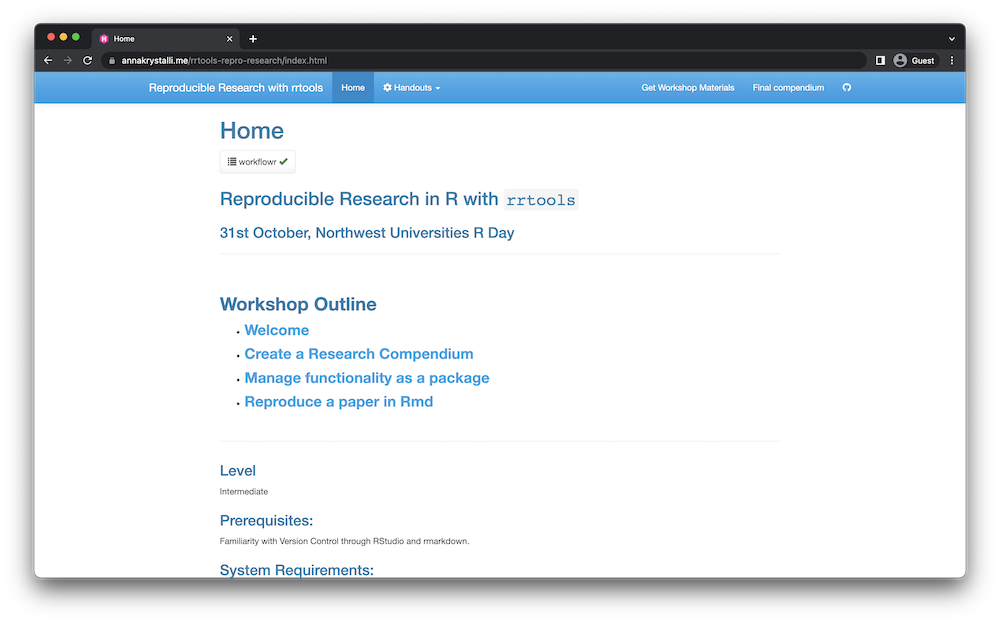 Home
annakrystalli.me/rrtools-repro-research/index.html
Guest
Reproducible Research with rrtools Home Handouts Get Workshop Materials Final compendium
Home
workflowr
Reproducible Research in R with rrtools
31st October, Northwest Universities R Day
Workshop Outline
Welcome
Create a Research Compendium
Manage functionality as a package
Reproduce a paper in Rmd
Level
Intermediate
Prerequisites:
Familiarity with Version Control through RStudio and rmarkdown.
System Requirements: